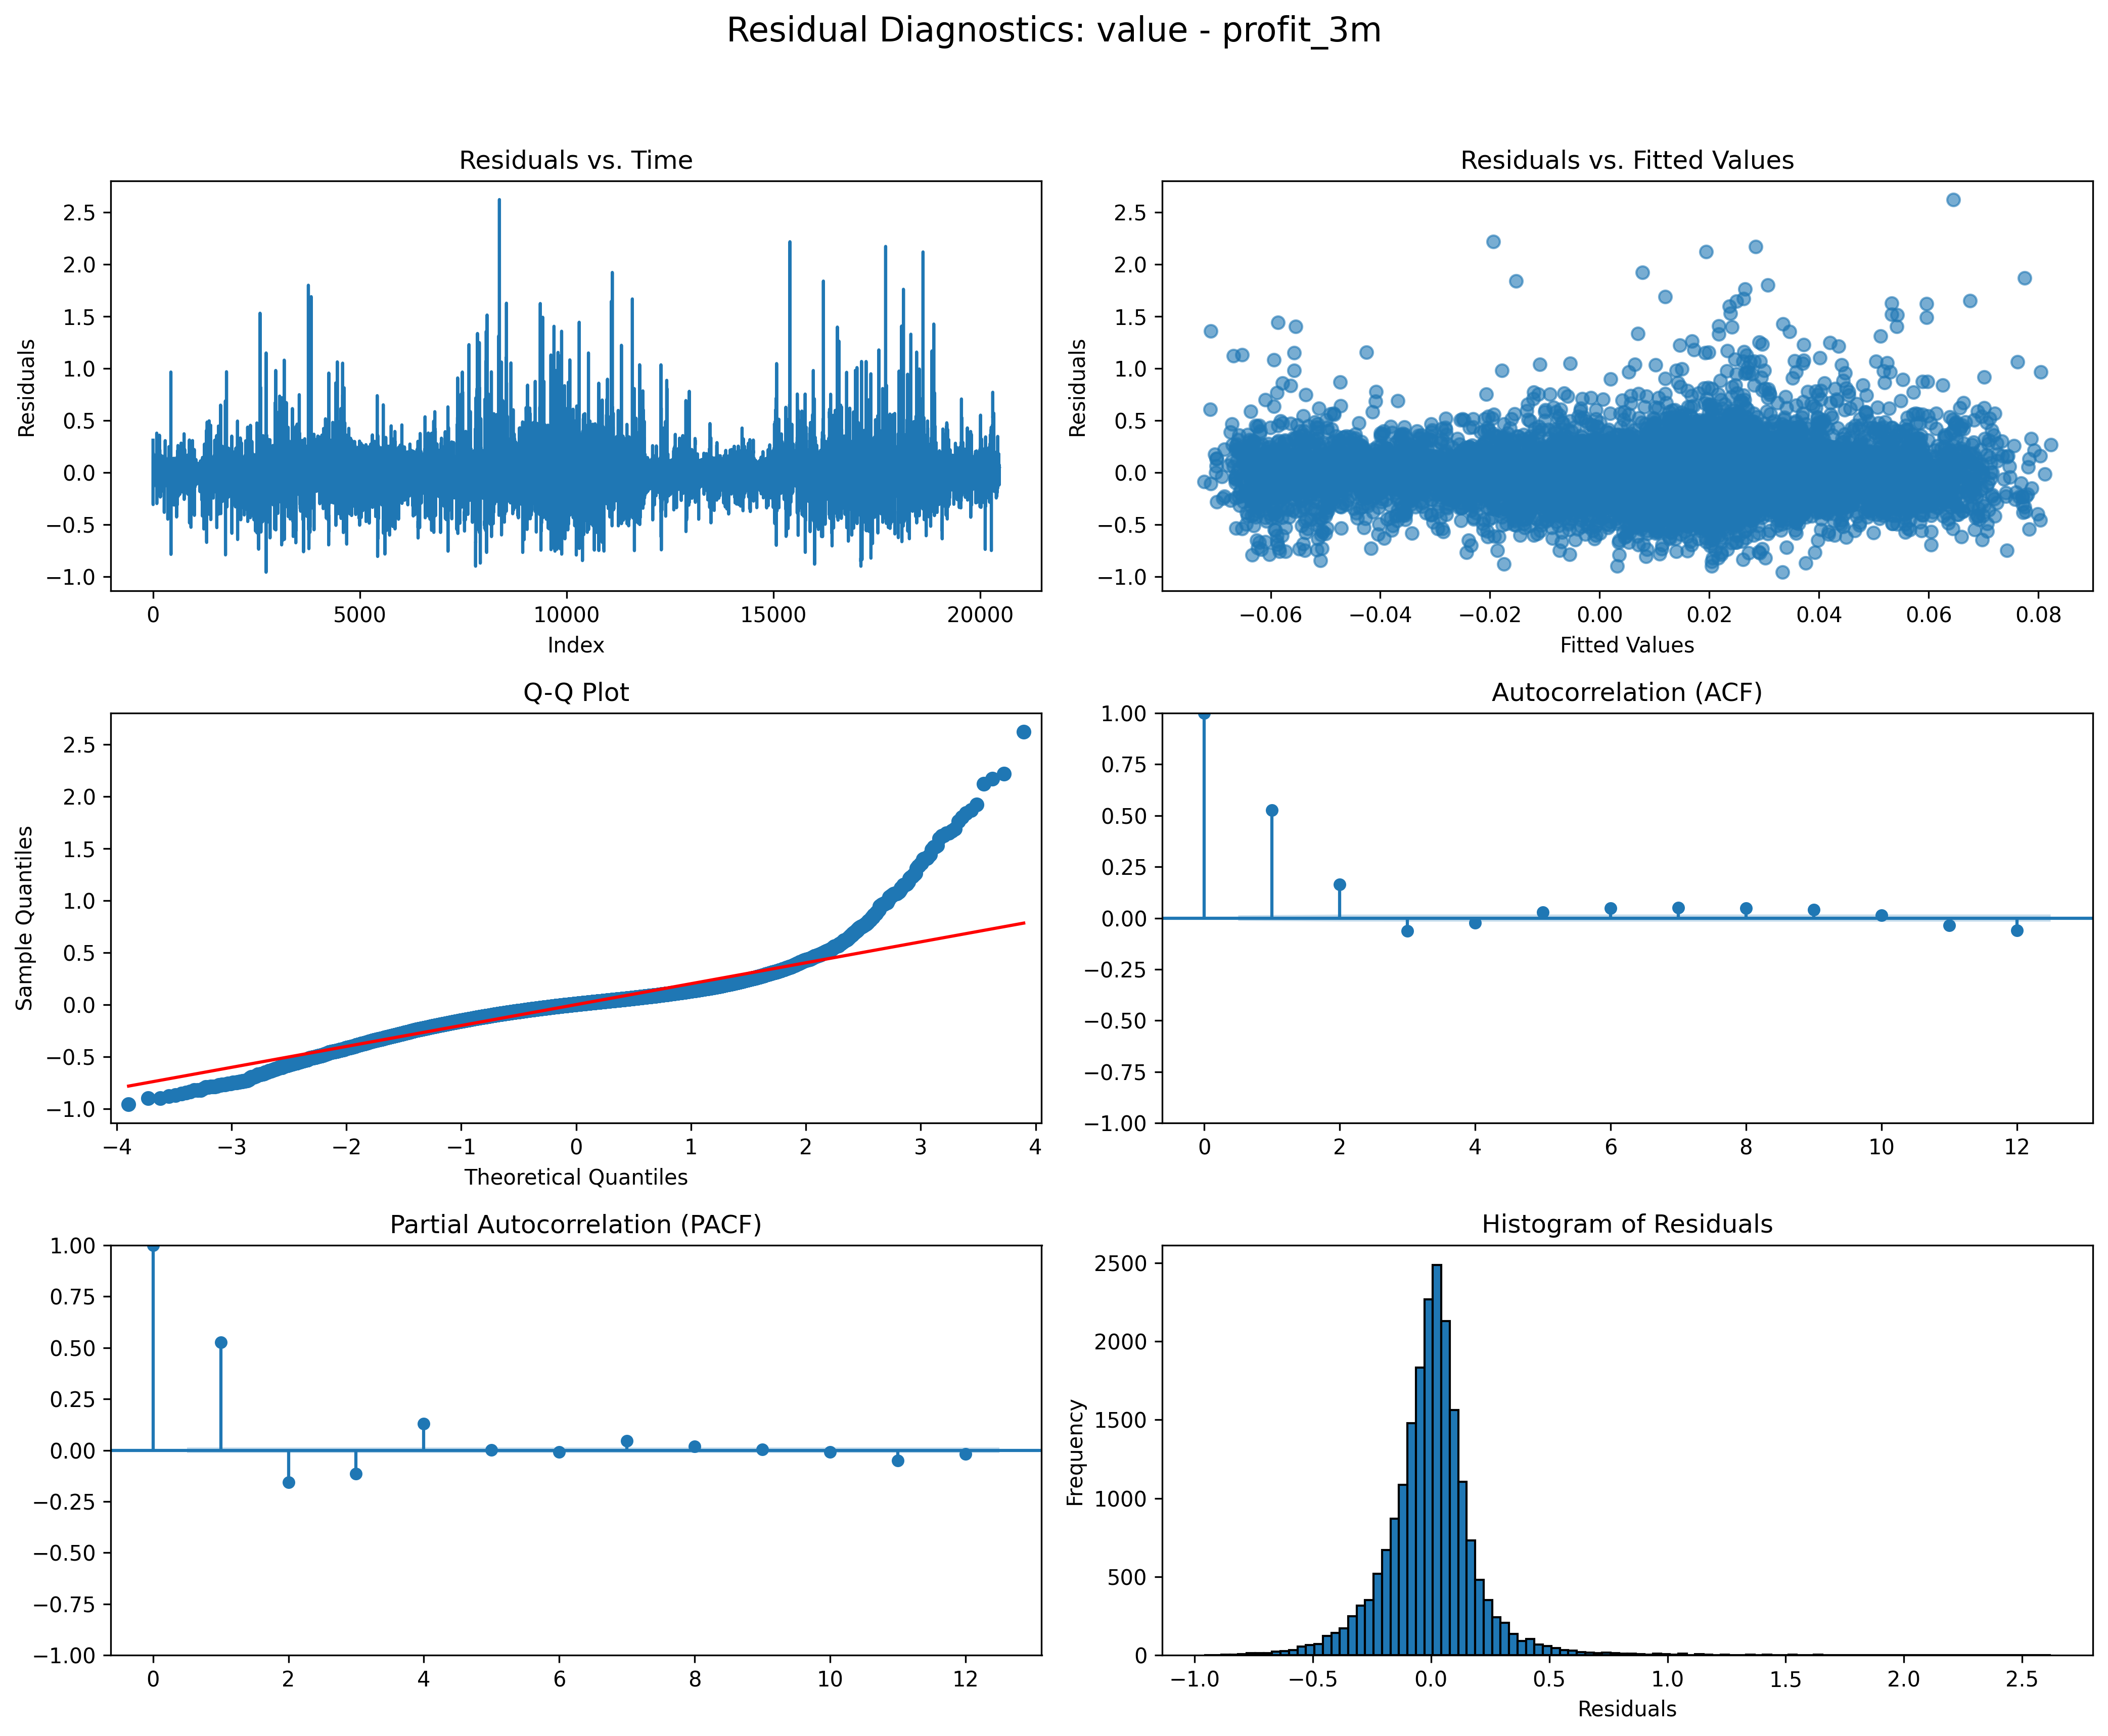 Residual Diagnostics: value - profit_3m
Residuals vs. Time
Residuals
2.5
2.0
1.5
1.0
0.5
0.0
−0.5
−1.0
0 5000 10000 15000 20000
Index
Residuals vs. Fitted Values
Residuals
2.5
2.0
1.5
1.0
0.5
0.0
−0.5
−1.0
−0.06 −0.04 −0.02 0.00 0.02 0.04 0.06 0.08
Fitted Values
Q-Q Plot
Sample Quantiles
2.5
2.0
1.5
1.0
0.5
0.0
−0.5
−1.0
−4 −3 −2 −1 0 1 2 3 4
Theoretical Quantiles
Autocorrelation (ACF)
1.00
0.75
0.50
0.25
0.00
−0.25
−0.50
−0.75
−1.00
0 2 4 6 8 10 12
Partial Autocorrelation (PACF)
1.00
0.75
0.50
0.25
0.00
−0.25
−0.50
−0.75
−1.00
0 2 4 6 8 10 12
Histogram of Residuals
Frequency
2500
2000
1500
1000
500
0
−1.0 −0.5 0.0 0.5 1.0 1.5 2.0 2.5
Residuals